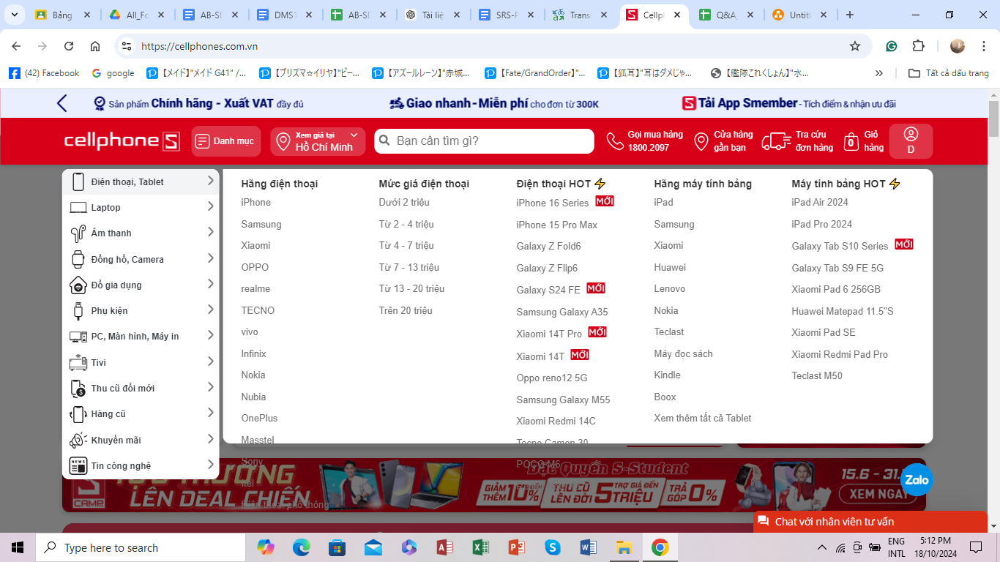 Bảng
All_Fo
AB-SD
DMST
AB-SD
Tài liệ
SRS-F
Trans
Cellph
Q&A_
Untitl
https://cellphones.com.vn
(42) Facebook
google
【メイド】"メイド G41" /...
【プリズマ☆イリヤ】"ビー...
【アズールレーン】"赤城...
【Fate/GrandOrder】"...
【狐耳】"耳はダメじゃ...
【艦隊これくしょん】"水...
Tất cả dấu trang
Sản phẩm Chính hãng - Xuất VAT đầy đủ
Giao nhanh - Miễn phí cho đơn từ 300K
Tải App Smember - Tích điểm & nhận ưu đãi
cellphoneS
Danh mục
Xem giá tại
Hồ Chí Minh
Bạn cần tìm gì?
Gọi mua hàng
1800.2097
Cửa hàng
gần bạn
Tra cứu
đơn hàng
0
Giỏ
hàng
D
Điện thoại, Tablet
Laptop
Âm thanh
Đồng hồ, Camera
Đồ gia dụng
Phụ kiện
PC, Màn hình, Máy in
Tivi
Thu cũ đổi mới
Hàng cũ
Khuyến mãi
NEWS
Tin công nghệ
Hãng điện thoại
iPhone
Samsung
Xiaomi
OPPO
realme
TECNO
vivo
Infinix
Nokia
Nubia
OnePlus
Masstel
Sony
Itel
Điện thoại phổ thông
Mức giá điện thoại
Dưới 2 triệu
Từ 2 - 4 triệu
Từ 4 - 7 triệu
Từ 7 - 13 triệu
Từ 13 - 20 triệu
Trên 20 triệu
Điện thoại HOT ⚡
iPhone 16 Series MỚI
iPhone 15 Pro Max
Galaxy Z Fold6
Galaxy Z Flip6
Galaxy S24 FE MỚI
Samsung Galaxy A35
Xiaomi 14T Pro MỚI
Xiaomi 14T MỚI
Oppo reno12 5G
Samsung Galaxy M55
Xiaomi Redmi 14C
Tecno Camon 30
POCO M6
Hãng máy tính bảng
iPad
Samsung
Xiaomi
Huawei
Lenovo
Nokia
Teclast
Máy đọc sách
Kindle
Boox
Xem thêm tất cả Tablet
Máy tính bảng HOT ⚡
iPad Air 2024
iPad Pro 2024
Galaxy Tab S10 Series MỚI
Galaxy Tab S9 FE 5G
Xiaomi Pad 6 256GB
Huawei Matepad 11.5"S
Xiaomi Pad SE
Xiaomi Redmi Pad Pro
Teclast M50
S
CAMP
TRƯỜNG
LÊN DEAL CHIẾN
Đặc Quyền S-Student
GIẢM THÊM 10%
THU CŨ LÊN ĐỜI
TRỢ GIÁ ĐẾN 5 TRIỆU
TRẢ GÓP 0%
15.6 - 31.
XEM NGAY
Zalo
Chat với nhân viên tư vấn
Type here to search
ENG
INTL
5:12 PM
18/10/2024